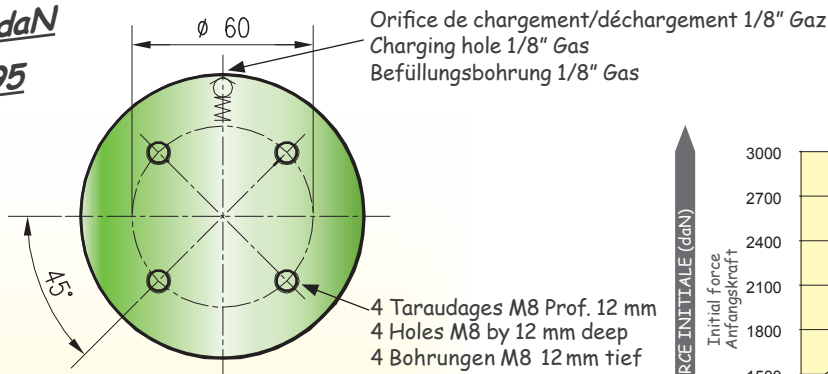 daN
95
ø 60
Orifice de chargement/déchargement 1/8" Gaz
Charging hole 1/8" Gas
Befüllungsbohrung 1/8" Gas
45°
4 Taraudages M8 Prof. 12 mm
4 Holes M8 by 12 mm deep
4 Bohrungen M8 12 mm tief
RCE INITIALE (daN)
Initial force
Anfangskraft
3000
2700
2400
2100
1800